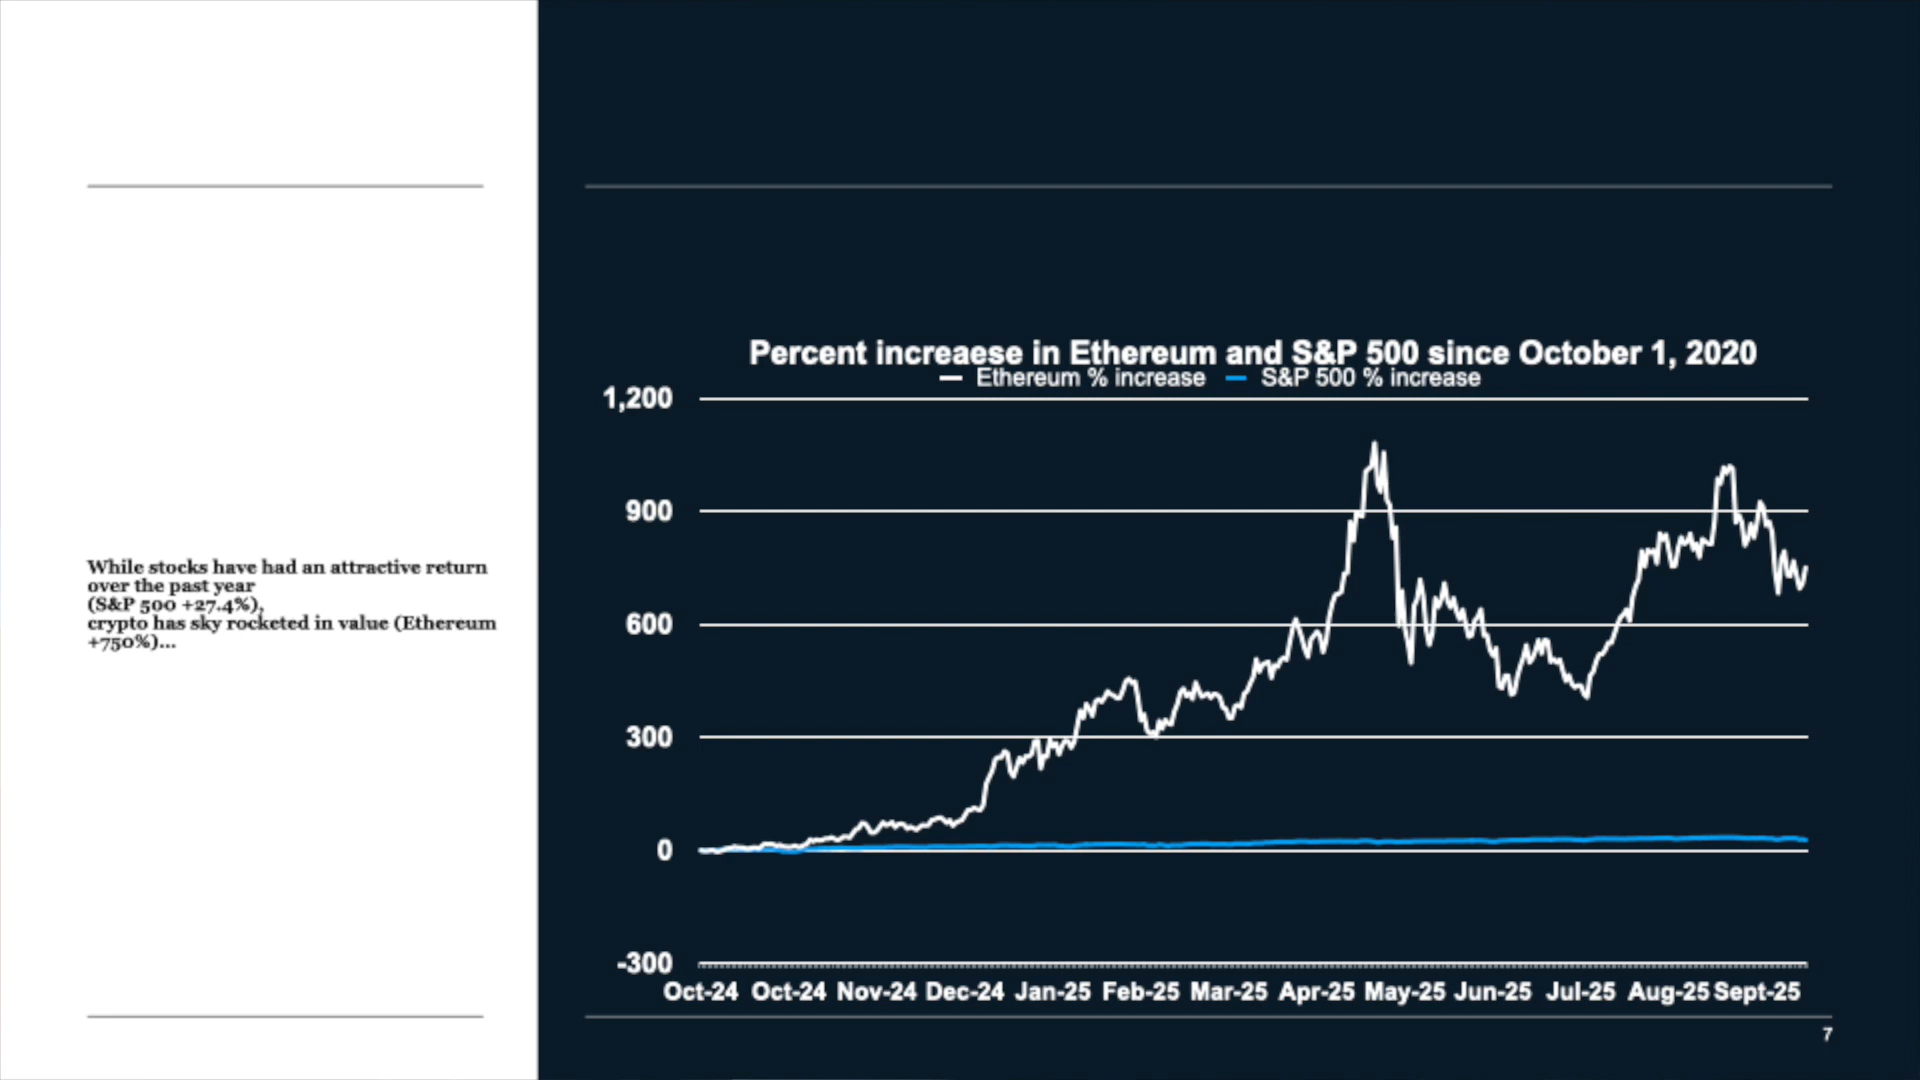 While stocks have had an attractive return
over the past year
(S&P 500 +27.4%),
crypto has sky rocketed in value (Ethereum
+750%)...
Percent increaese in Ethereum and S&P 500 since October 1, 2020
Ethereum % increase S&P 500 % increase
1,200
900
600
300
0
-300
Oct-24 Oct-24 Nov-24 Dec-24 Jan-25 Feb-25 Mar-25 Apr-25 May-25 Jun-25 Jul-25 Aug-25 Sept-25
7